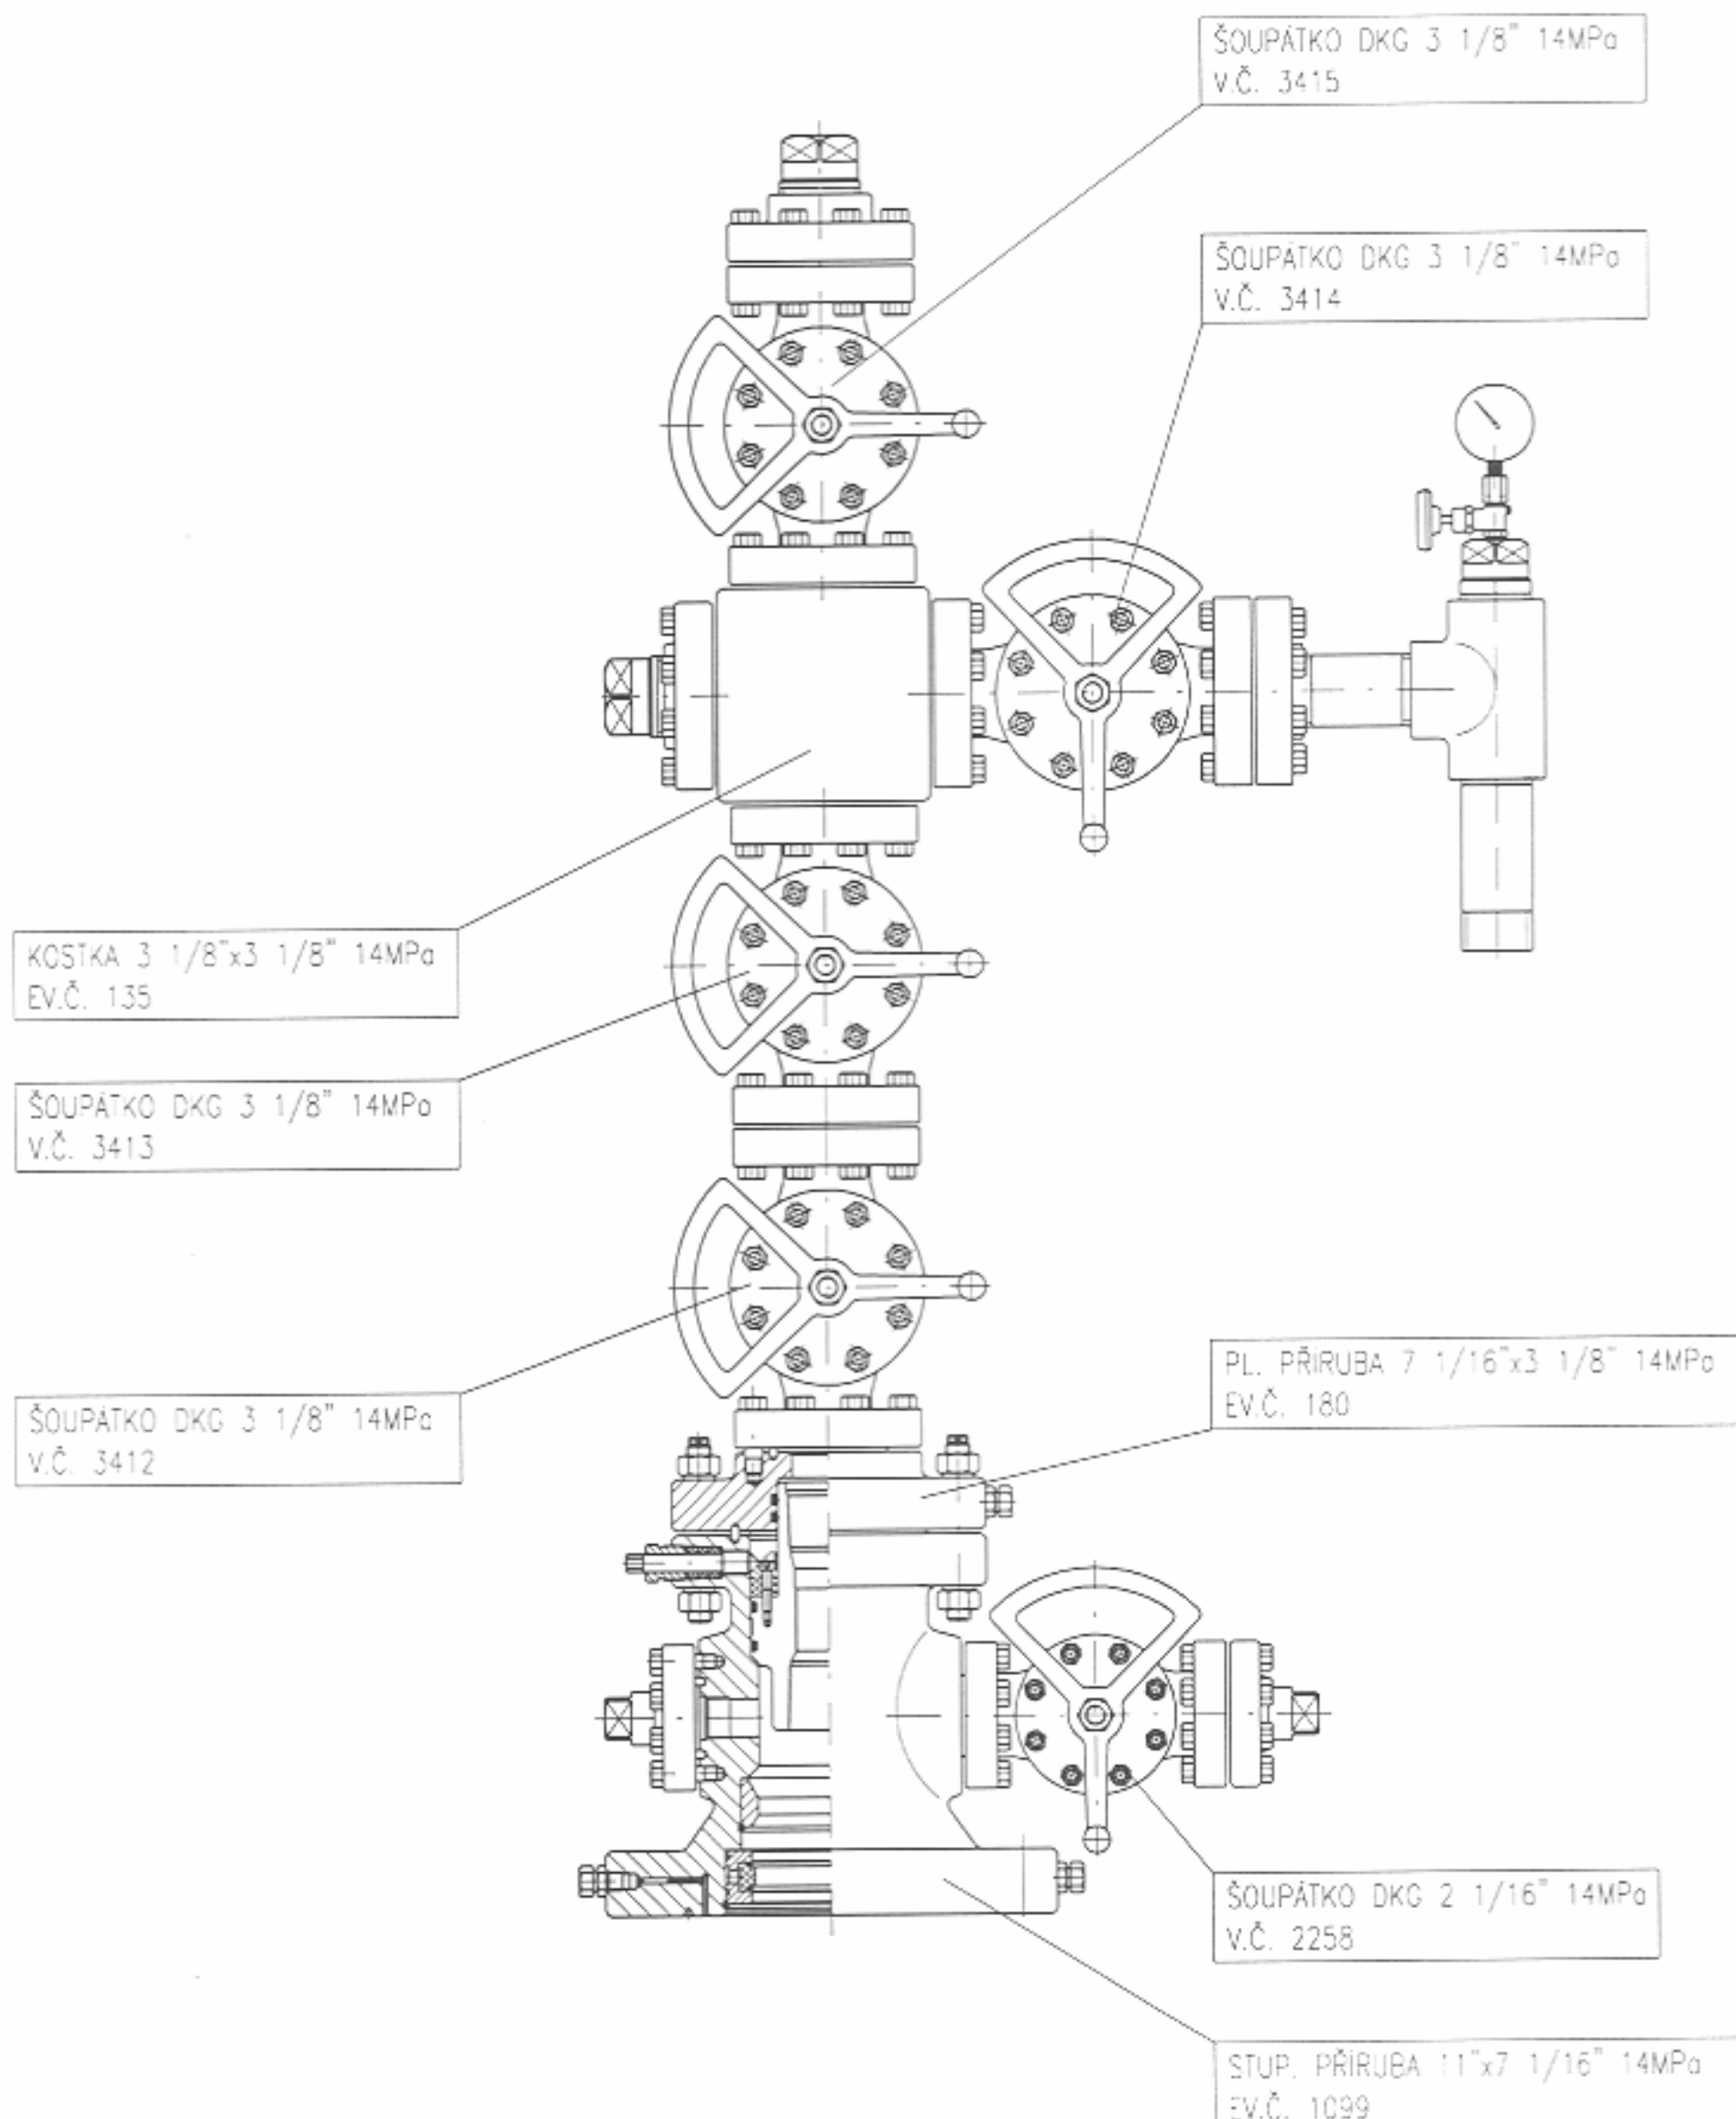 ŠOUPÁTKO DKG 3 1/8" 14MPa
V.Č. 3415
ŠOUPÁTKO DKG 3 1/8" 14MPa
V.Č. 3414
KOSTKA 3 1/8"x3 1/8" 14MPa
EV.Č. 135
ŠOUPÁTKO DKG 3 1/8" 14MPa
V.Č. 3413
ŠOUPÁTKO DKG 3 1/8" 14MPa
V.Č. 3412
PL. PŘÍRUBA 7 1/16"x3 1/8" 14MPa
EV.Č. 180
ŠOUPÁTKO DKG 2 1/16" 14MPa
V.Č. 2258
STUP. PŘÍRUBA 11"x7 1/16" 14MPa
EV.Č. 1099